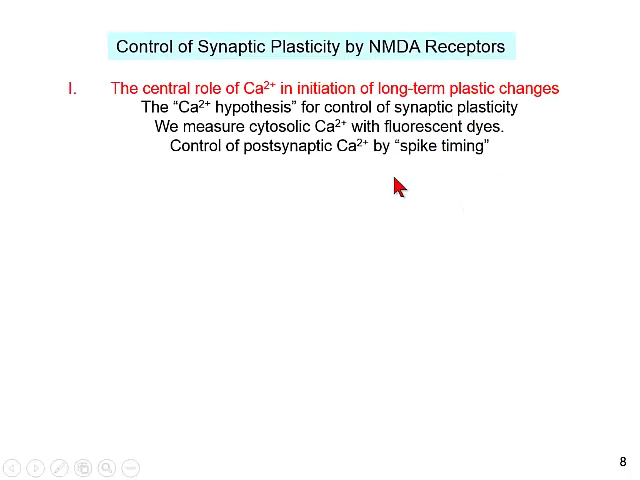 Control of Synaptic Plasticity by NMDA Receptors
I. The central role of Ca²⁺ in initiation of long-term plastic changes
The “Ca²⁺ hypothesis” for control of synaptic plasticity
We measure cytosolic Ca²⁺ with fluorescent dyes.
Control of postsynaptic Ca²⁺ by “spike timing”
8